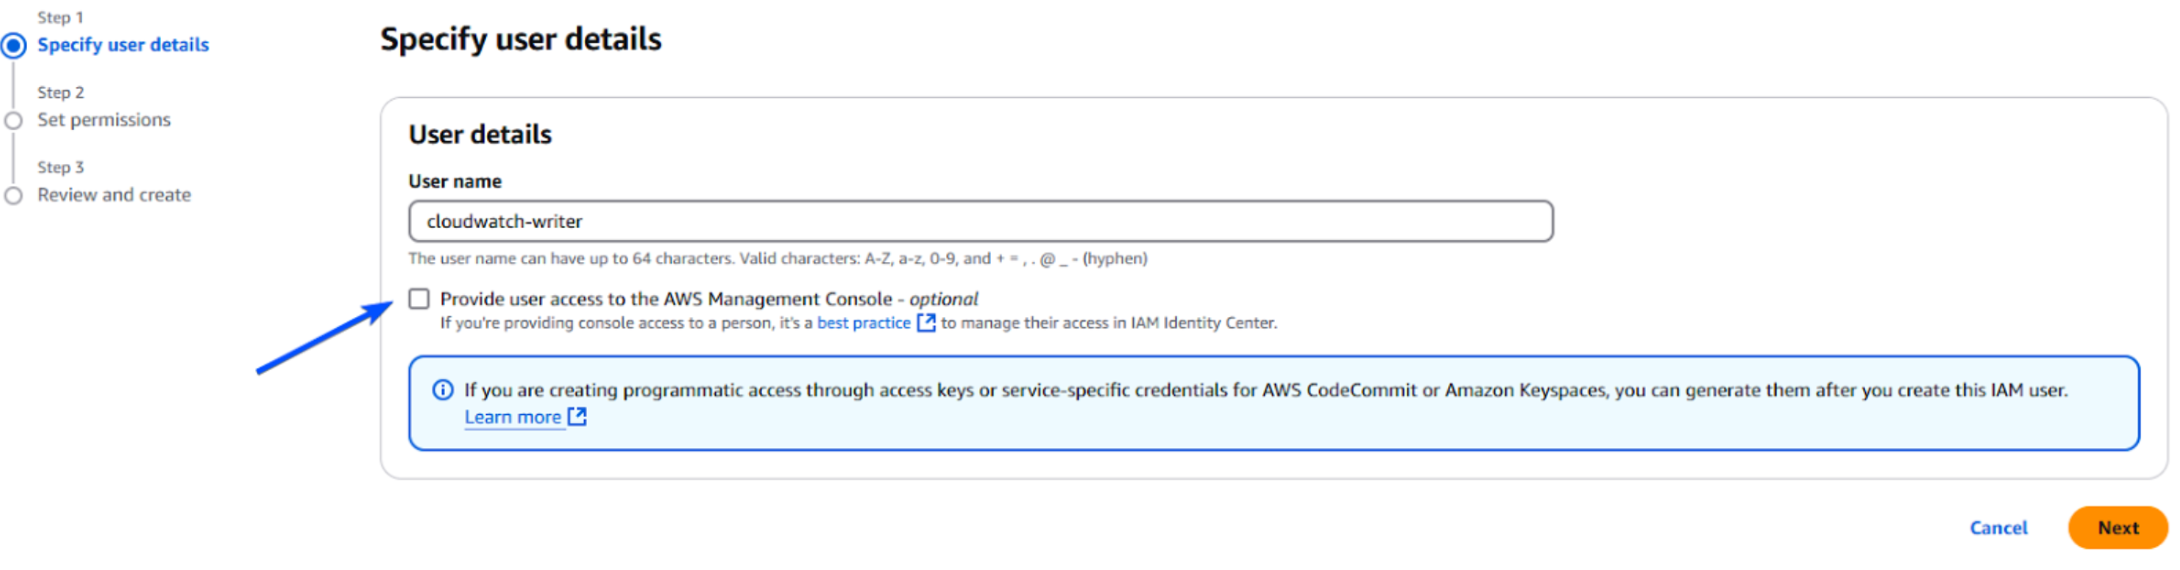 Step 1
Specify user details
Step 2
Set permissions
Step 3
Review and create
Specify user details
User details
User name
cloudwatch-writer
The user name can have up to 64 characters. Valid characters: A-Z, a-z, 0-9, and + = , . @ _ - (hyphen)
Provide user access to the AWS Management Console - optional
If you're providing console access to a person, it's a best practice to manage their access in IAM Identity Center.
If you are creating programmatic access through access keys or service-specific credentials for AWS CodeCommit or Amazon Keyspaces, you can generate them after you create this IAM user.
Learn more
Cancel
Next